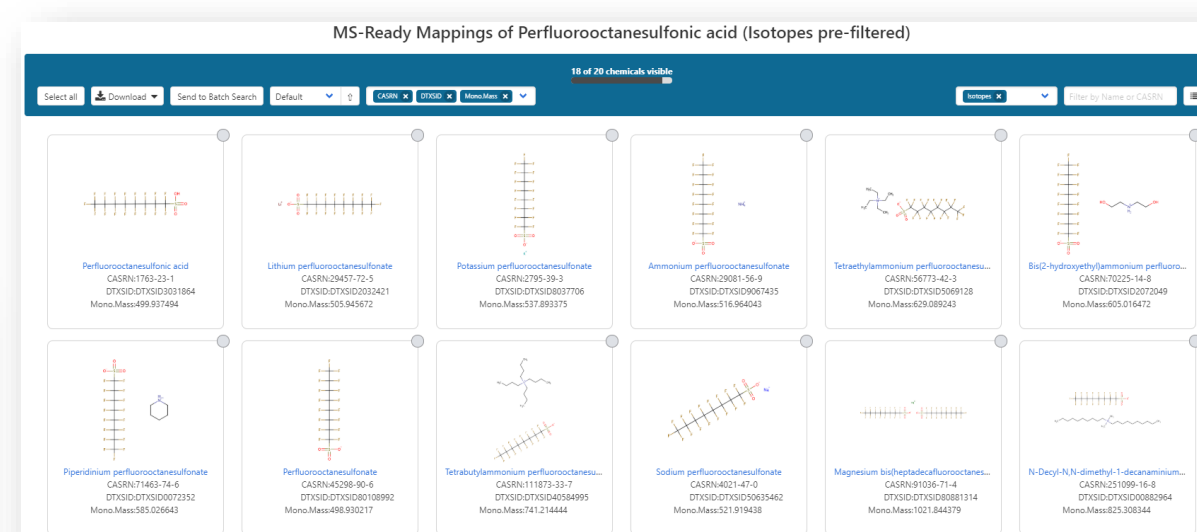 MS-Ready Mappings of Perfluorooctanesulfonic acid (Isotopes pre-filtered)
18 of 20 chemicals visible
Select all Download Send to Batch Search Default CASRN DTXSID Mono.Mass Isotopes Filter by Name or CASRN
Perfluorooctanesulfonic acid
CASRN:1763-23-1
DTXSID:DTXSID3031864
Mono.Mass:499.937494
Lithium perfluorooctanesulfonate
CASRN:29457-72-5
DTXSID:DTXSID2032421
Mono.Mass:505.945672
Potassium perfluorooctanesulfonate
CASRN:2795-39-3
DTXSID:DTXSID8037706
Mono.Mass:537.893375
Ammonium perfluorooctanesulfonate
CASRN:29081-56-9
DTXSID:DTXSID9067435
Mono.Mass:516.964043
Tetraethylammonium perfluorooctanesu...
CASRN:56773-42-3
DTXSID:DTXSID5069128
Mono.Mass:629.089243
Bis(2-hydroxyethyl)ammonium perfluoro...
CASRN:70225-14-8
DTXSID:DTXSID2072049
Mono.Mass:605.016472
Piperidinium perfluorooctanesulfonate
CASRN:71463-74-6
DTXSID:DTXSID0072352
Mono.Mass:585.026643
Perfluorooctanesulfonate
CASRN:45298-90-6
DTXSID:DTXSID80108992
Mono.Mass:498.930217
Tetrabutylammonium perfluorooctanesu...
CASRN:111873-33-7
DTXSID:DTXSID40584995
Mono.Mass:741.214444
Sodium perfluorooctanesulfonate
CASRN:4021-47-0
DTXSID:DTXSID50635462
Mono.Mass:521.919438
Magnesium bis(heptadecafluorooctanes...
CASRN:91036-71-4
DTXSID:DTXSID80881314
Mono.Mass:1021.844379
N-Decyl-N,N-dimethyl-1-decanaminium...
CASRN:251099-16-8
DTXSID:DTXSID00882964
Mono.Mass:825.308344